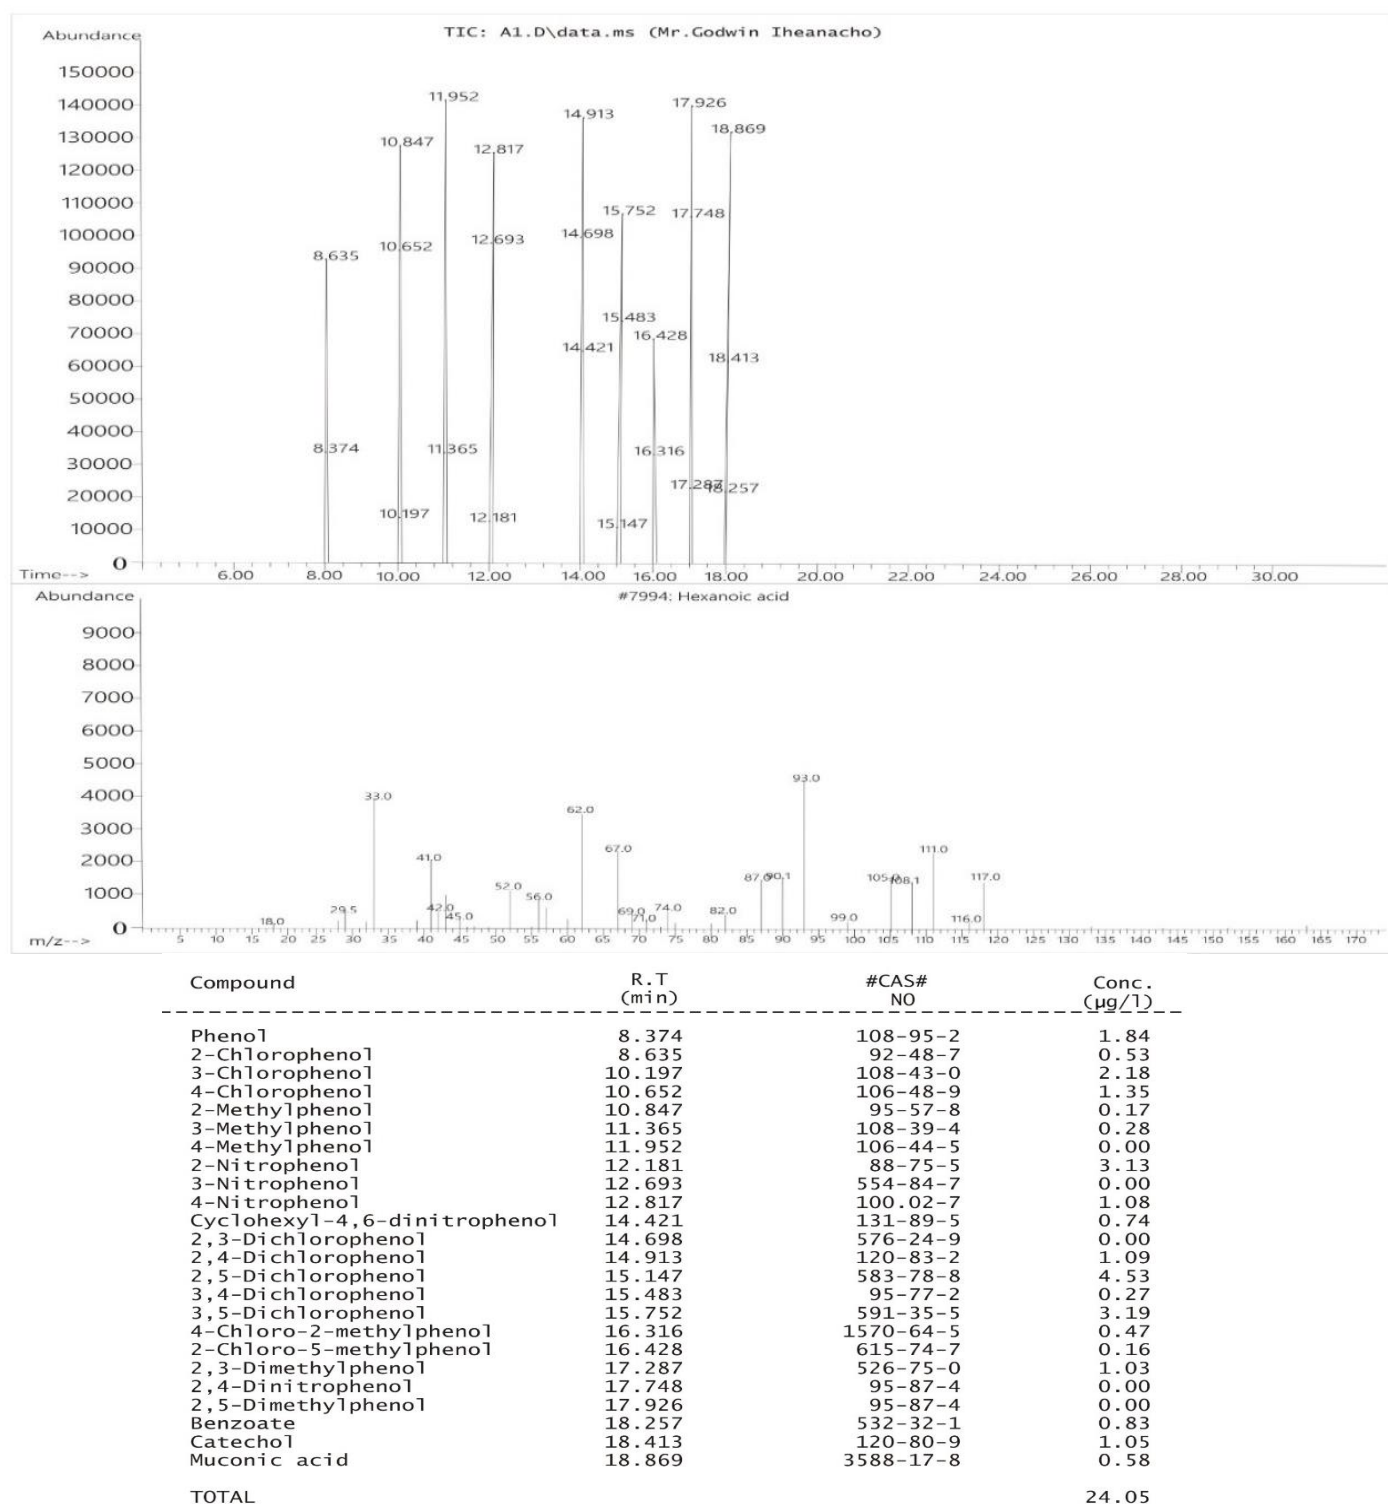 TIC: A1.D\data.ms (Mr.Godwin Iheanacho)
Abundance
150000
140000
130000
120000
110000
100000
90000
80000
70000
60000
50000
40000
30000
20000
10000
0
11.952
17.926
14.913
18.869
10.847
12.817
15.752
17.748
14.698
12.693
10.652
8.635
15.483
16.428
14.421
18.413
8.374
11.365
16.316
17.287
18.257
10.197
12.181
15.147
Time-->
6.00 8.00 10.00 12.00 14.00 16.00 18.00 20.00 22.00 24.00 26.00 28.00 30.00
Abundance
#7994: Hexanoic acid
9000
8000
7000
6000
5000
4000
3000
2000
1000
0
93.0
33.0
62.0
67.0
111.0
41.0
87.0
90.1
105.0
108.1
117.0
52.0
56.0
42.0
74.0
29.5
69.0
82.0
45.0
71.0
99.0
116.0
18.0
m/z-->
5 10 15 20 25 30 35 40 45 50 55 60 65 70 75 80 85 90 95 100 105 110 115 120 125 130 135 140 145 150 155 160 165 170
Compound R.T #CAS# Conc.
(min) NO (µg/l)
Phenol 8.374 108-95-2 1.84
2-Chlorophenol 8.635 92-48-7 0.53
3-Chlorophenol 10.197 108-43-0 2.18
4-Chlorophenol 10.652 106-48-9 1.35
2-Methylphenol 10.847 95-57-8 0.17
3-Methylphenol 11.365 108-39-4 0.28
4-Methylphenol 11.952 106-44-5 0.00
2-Nitrophenol 12.181 88-75-5 3.13
3-Nitrophenol 12.693 554-84-7 0.00
4-Nitrophenol 12.817 100.02-7 1.08
Cyclohexyl-4,6-dinitrophenol 14.421 131-89-5 0.74
2,3-Dichlorophenol 14.698 576-24-9 0.00
2,4-Dichlorophenol 14.913 120-83-2 1.09
2,5-Dichlorophenol 15.147 583-78-8 4.53
3,4-Dichlorophenol 15.483 95-77-2 0.27
3,5-Dichlorophenol 15.752 591-35-5 3.19
4-Chloro-2-methylphenol 16.316 1570-64-5 0.47
2-Chloro-5-methylphenol 16.428 615-74-7 0.16
2,3-Dimethylphenol 17.287 526-75-0 1.03
2,4-Dinitrophenol 17.748 95-87-4 0.00
2,5-Dimethylphenol 17.926 95-87-4 0.00
Benzoate 18.257 532-32-1 0.83
Catechol 18.413 120-80-9 1.05
Muconic acid 18.869 3588-17-8 0.58
TOTAL 24.05